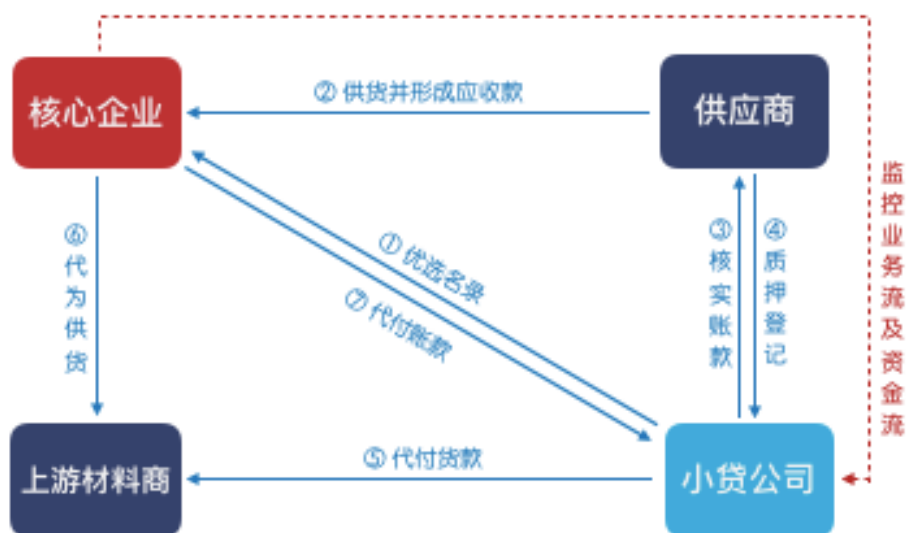 ② 供货并形成应收款
核心企业
供应商
监控业务流及资金流
① 优选名录
⑦ 代付账款
③核实账款
④质押登记
⑥代为供货
⑤ 代付货款
上游材料商
小贷公司